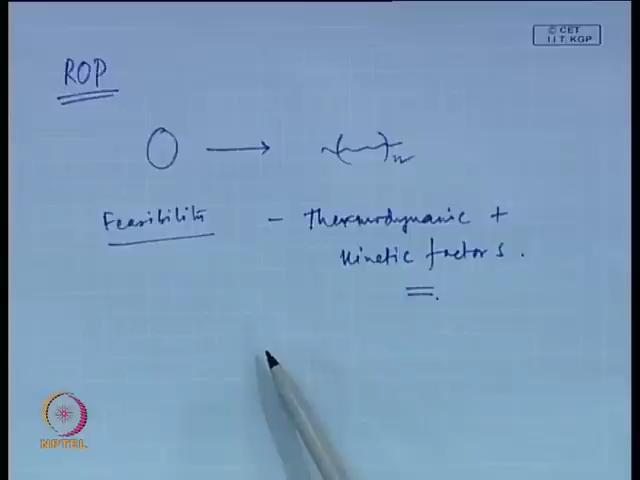 © CET
I.I.T. KGP
ROP
n
Feasibility - Thermodynamic +
kinetic factors.
NPTEL